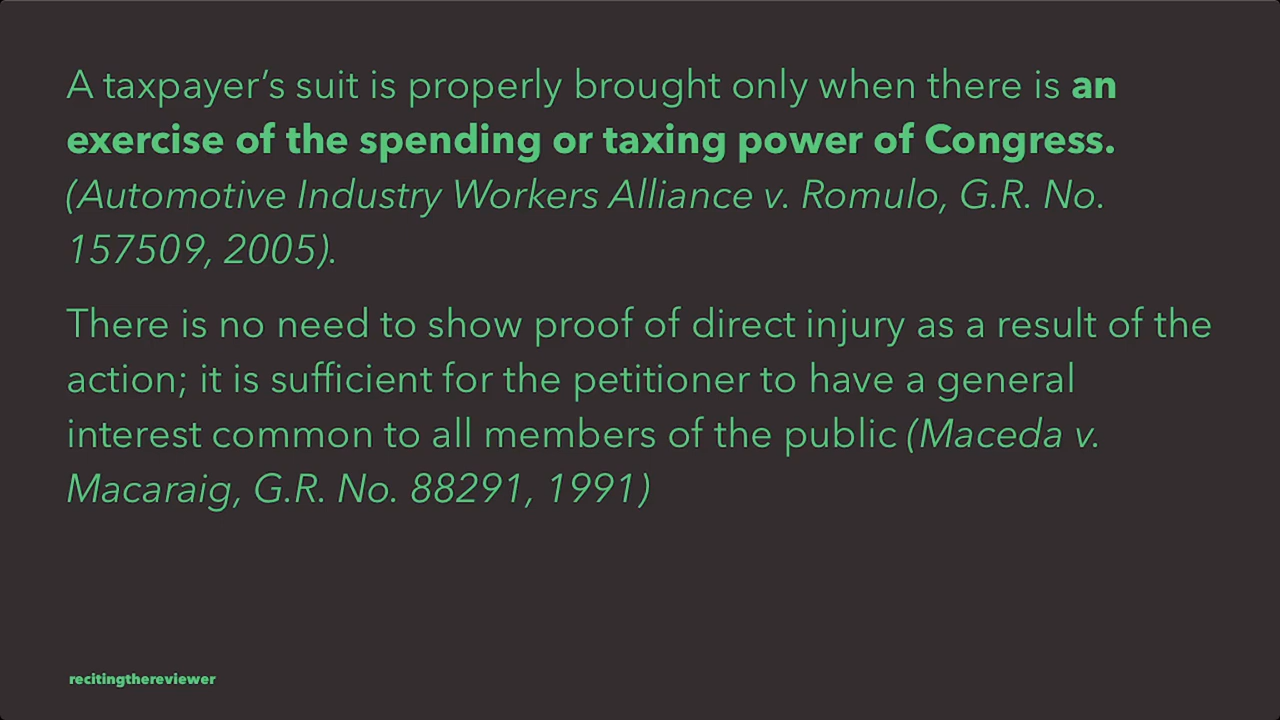 A taxpayer’s suit is properly brought only when there is an
exercise of the spending or taxing power of Congress.
(Automotive Industry Workers Alliance v. Romulo, G.R. No.
157509, 2005).
There is no need to show proof of direct injury as a result of the
action; it is sufficient for the petitioner to have a general
interest common to all members of the public (Maceda v.
Macaraig, G.R. No. 88291, 1991)
recitingthereviewer